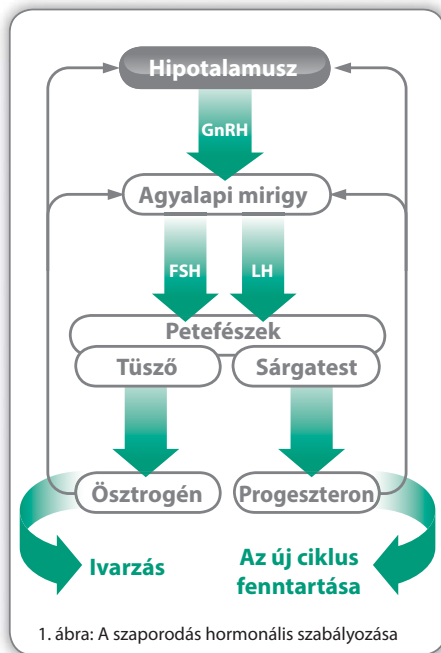 Hipotalamusz
GnRH
Agyalapi mirigy
FSH
LH
Petefészek
Tüsző
Sárgatest
Ösztrogén
Progeszteron
Ivarzás
Az új ciklus
fenntartása
1. ábra: A szaporodás hormonális szabályozása